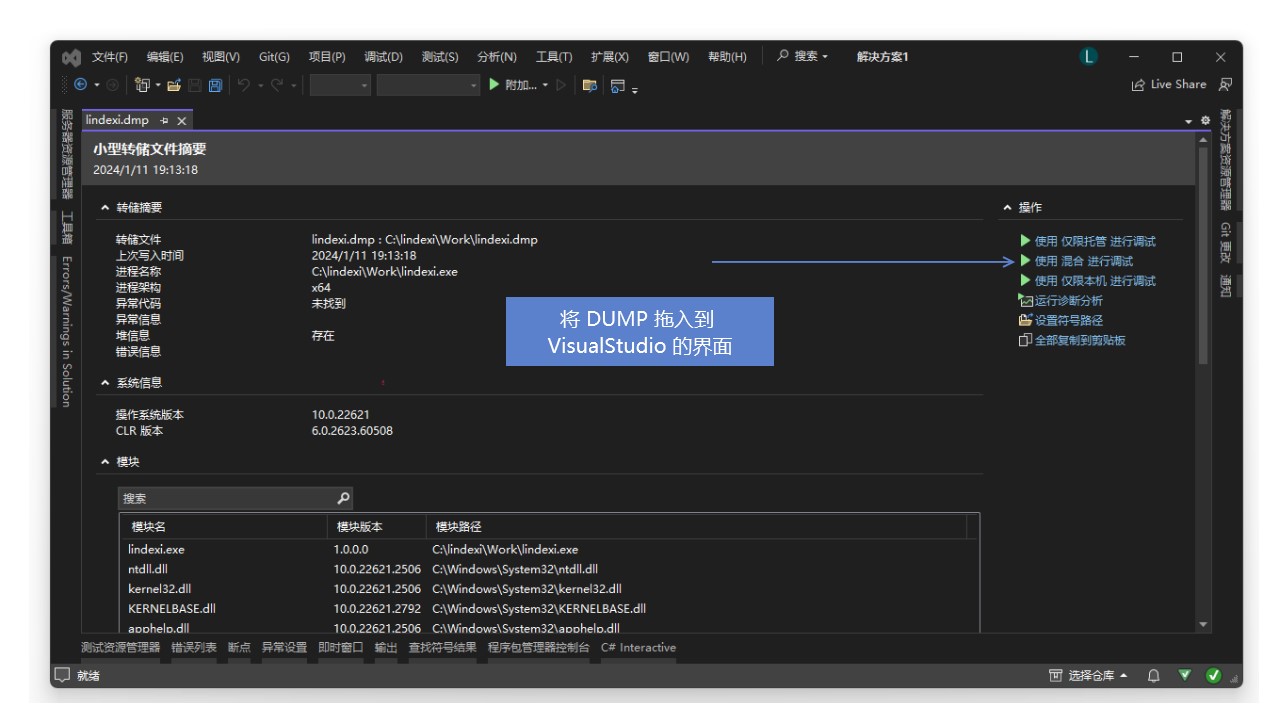 文件(F) 编辑(E) 视图(V) Git(G) 项目(P) 调试(D) 测试(S) 分析(N) 工具(T) 扩展(X) 窗口(W) 帮助(H) 搜索 解决方案1 L
附加... Live Share
服务器资源管理器
工具箱
Errors/Warnings in Solution
lindexi.dmp
小型转储文件摘要
2024/1/11 19:13:18
转储摘要
转储文件 lindexi.dmp : C:\lindexi\Work\lindexi.dmp
上次写入时间 2024/1/11 19:13:18
进程名称 C:\lindexi\Work\lindexi.exe
进程架构 x64
异常代码 未找到
异常信息
堆信息 存在
错误信息
将 DUMP 拖入到
VisualStudio 的界面
系统信息
操作系统版本 10.0.22621
CLR 版本 6.0.2623.60508
模块
搜索
模块名 模块版本 模块路径
lindexi.exe 1.0.0.0 C:\lindexi\Work\lindexi.exe
ntdll.dll 10.0.22621.2506 C:\Windows\System32\ntdll.dll
kernel32.dll 10.0.22621.2506 C:\Windows\System32\kernel32.dll
KERNELBASE.dll 10.0.22621.2792 C:\Windows\System32\KERNELBASE.dll
apphelp.dll 10.0.22621.2506 C:\Windows\System32\apphelp.dll
操作
使用 仅限托管 进行调试
使用 混合 进行调试
使用 仅限本机 进行调试
运行诊断分析
设置符号路径
全部复制到剪贴板
解决方案资源管理器
Git 更改
通知
测试资源管理器 错误列表 断点 异常设置 即时窗口 输出 查找符号结果 程序包管理器控制台 C# Interactive
就绪 选择仓库